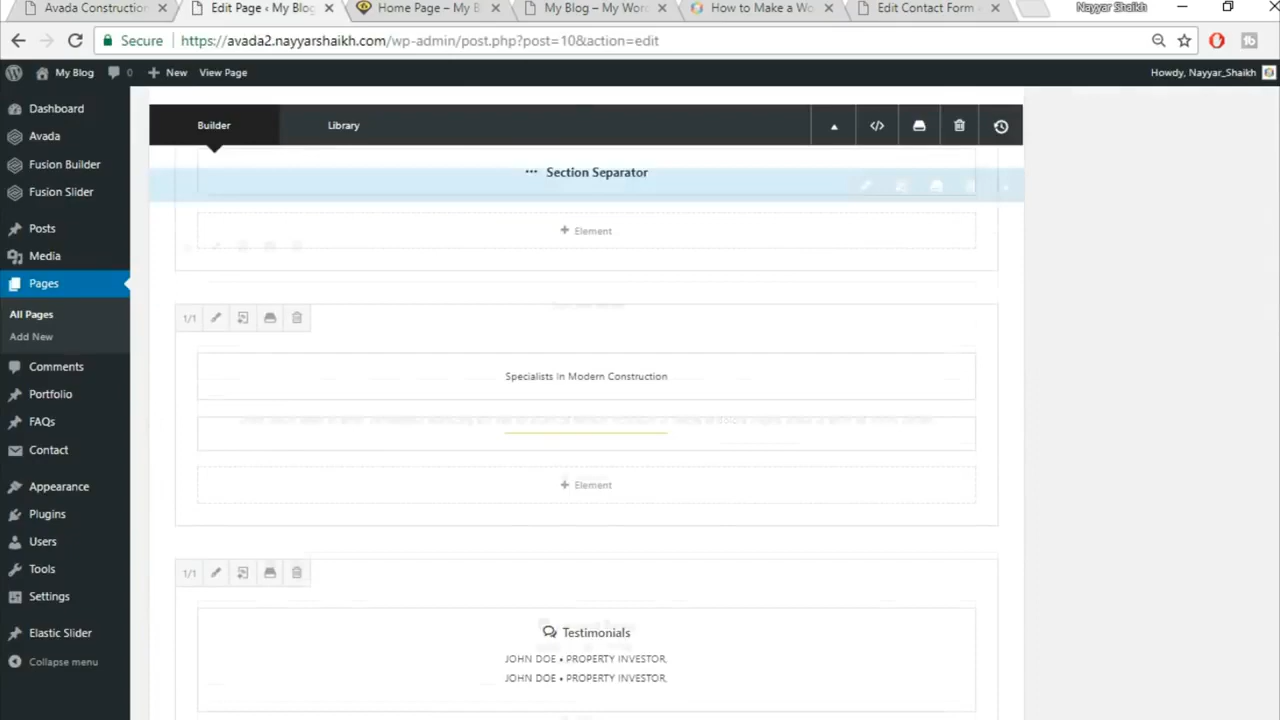 Avada Construction
Edit Page ‹ My Blog
Home Page – My B
My Blog – My Word
How to Make a Wo
Edit Contact Form ‹
Nayyar Shaikh
Secure
https://avada2.nayyarshaikh.com/wp-admin/post.php?post=10&action=edit
My Blog
0
New
View Page
Howdy, Nayyar_Shaikh
Dashboard
Avada
Fusion Builder
Fusion Slider
Posts
Media
Pages
All Pages
Add New
Comments
Portfolio
FAQs
Contact
Appearance
Plugins
Users
Tools
Settings
Elastic Slider
Collapse menu
Builder
Library
Section Separator
+ Element
1/1
Specialists In Modern Construction
+ Element
1/1
Testimonials
JOHN DOE • PROPERTY INVESTOR,
JOHN DOE • PROPERTY INVESTOR,